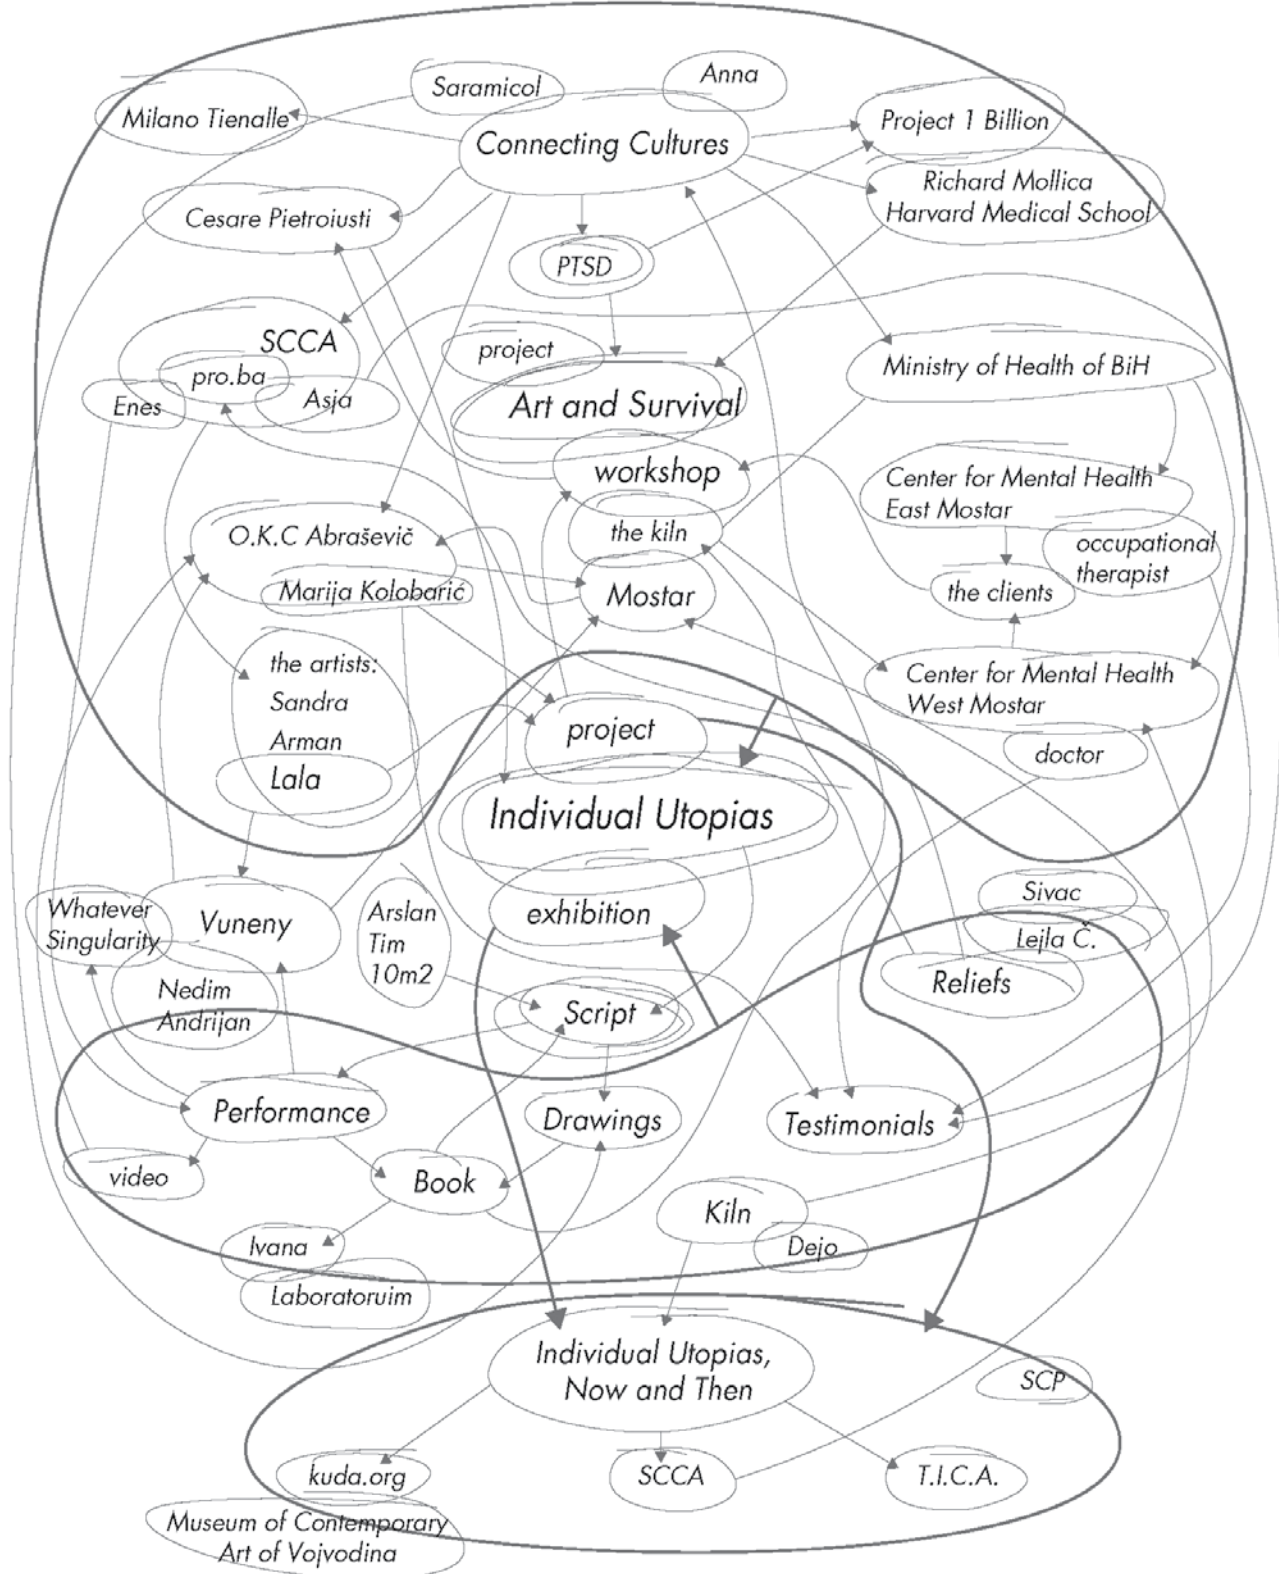 Saramicol
Anna
Milano Tienalle
Connecting Cultures
Project 1 Billion
Richard Mollica
Harvard Medical School
Cesare Pietroiusti
PTSD
SCCA
project
pro.ba
Ministry of Health of BiH
Enes
Asja
Art and Survival
workshop
Center for Mental Health
East Mostar
the kiln
O.K.C Abrašević
occupational
therapist
Marija Kolobarić
Mostar
the clients
the artists:
Sandra
Arman
Lala
Center for Mental Health
West Mostar
project
doctor
Individual Utopias
Sivac
Whatever
Singularity
Vuneny
Arslan
Tim
10m2
exhibition
Lejla Č.
Reliefs
Nedim
Andrijan
Script
Performance
Drawings
Testimonials
video
Book
Kiln
Ivana
Dejo
Laboratoruim
Individual Utopias,
Now and Then
SCP
kuda.org
SCCA
T.I.C.A.
Museum of Contemporary
Art of Vojvodina